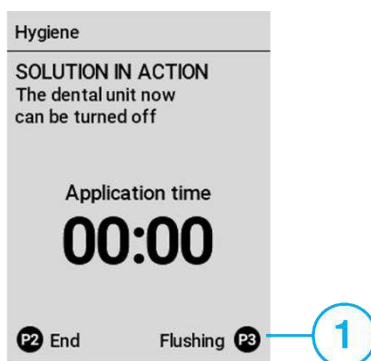 Hygiene
SOLUTION IN ACTION
The dental unit now
can be turned off
Application time
00:00
P2 End Flushing P3
1